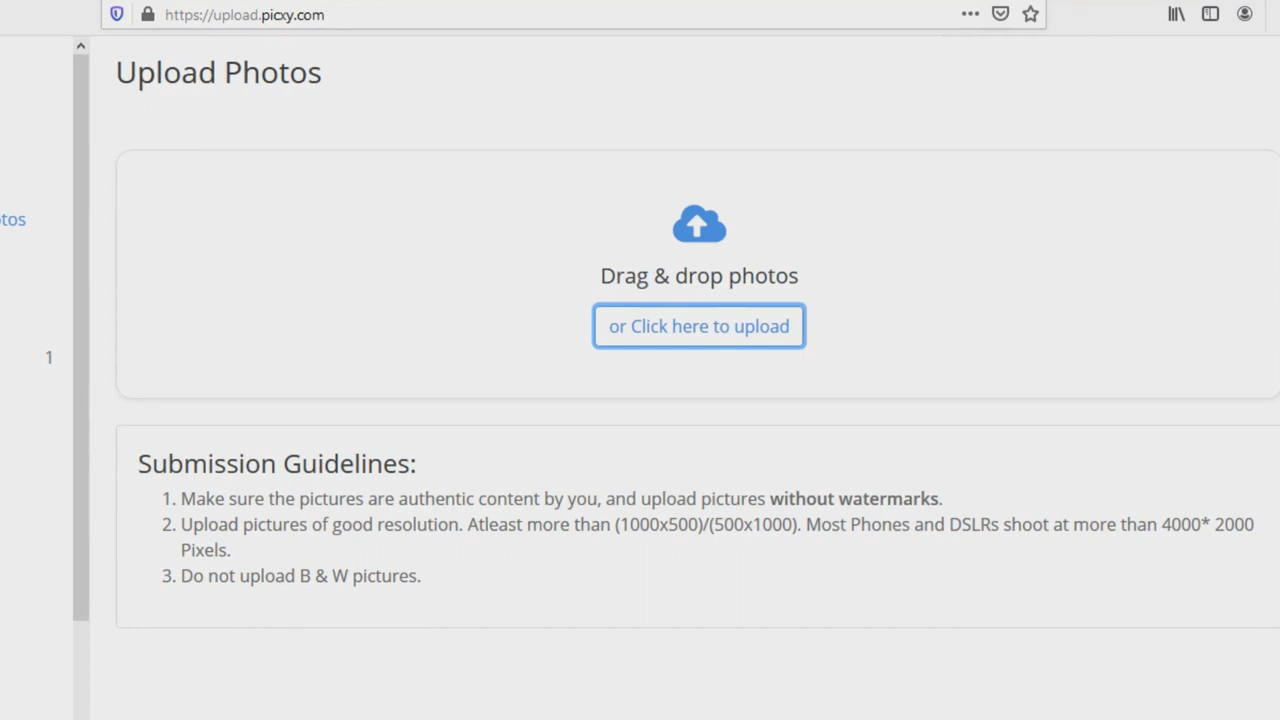 https://upload.picxy.com
Upload Photos
otos
Drag & drop photos
or Click here to upload
1
Submission Guidelines:
1. Make sure the pictures are authentic content by you, and upload pictures without watermarks.
2. Upload pictures of good resolution. Atleast more than (1000x500)/(500x1000). Most Phones and DSLRs shoot at more than 4000* 2000
Pixels.
3. Do not upload B & W pictures.